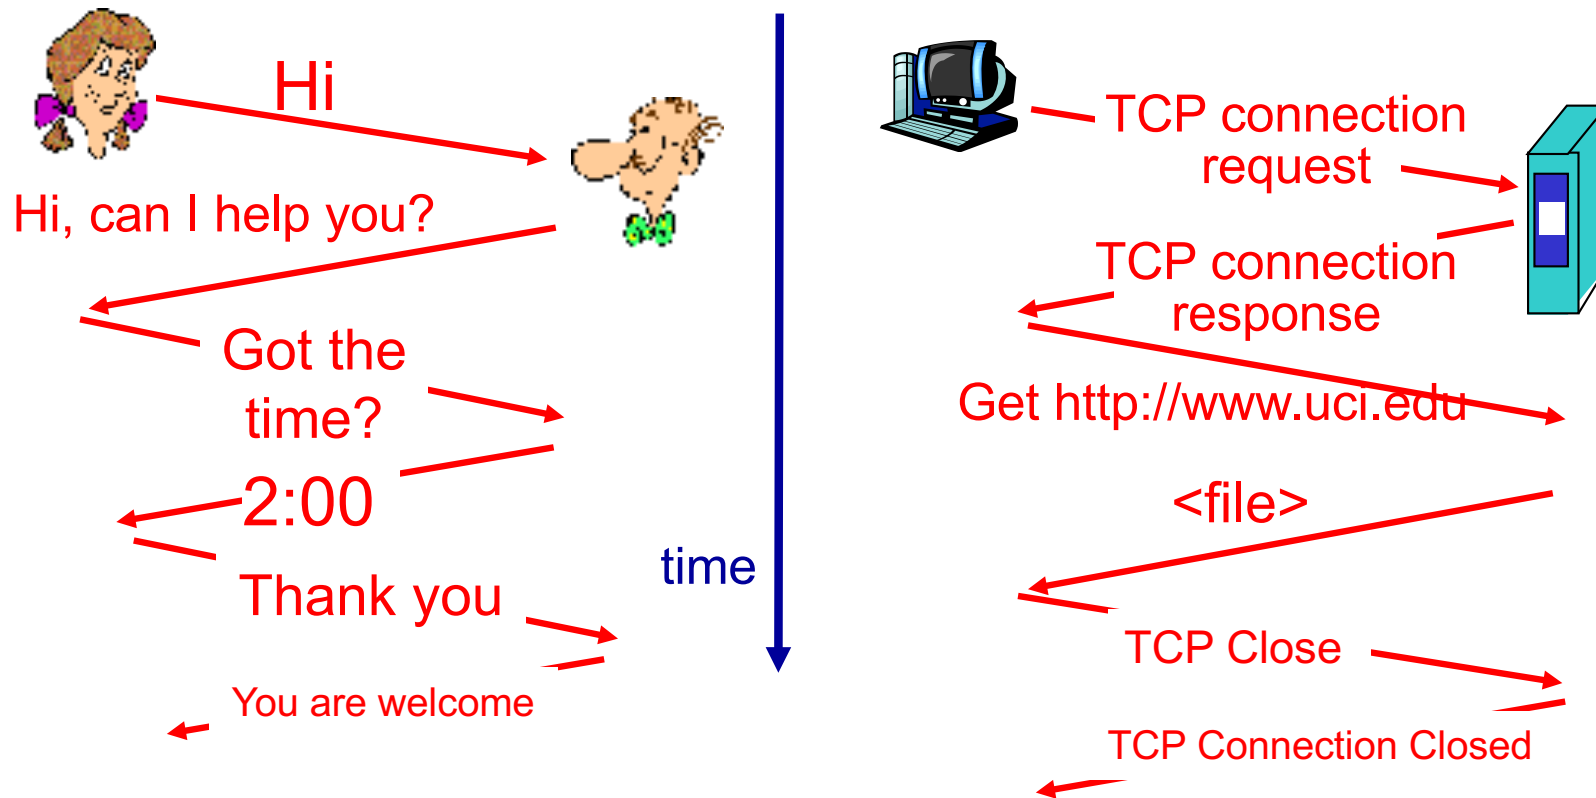 Hi
Hi, can I help you?
Got the
time?
2:00
Thank you
You are welcome
time
TCP connection
request
TCP connection
response
Get http://www.uci.edu
<file>
TCP Close
TCP Connection Closed